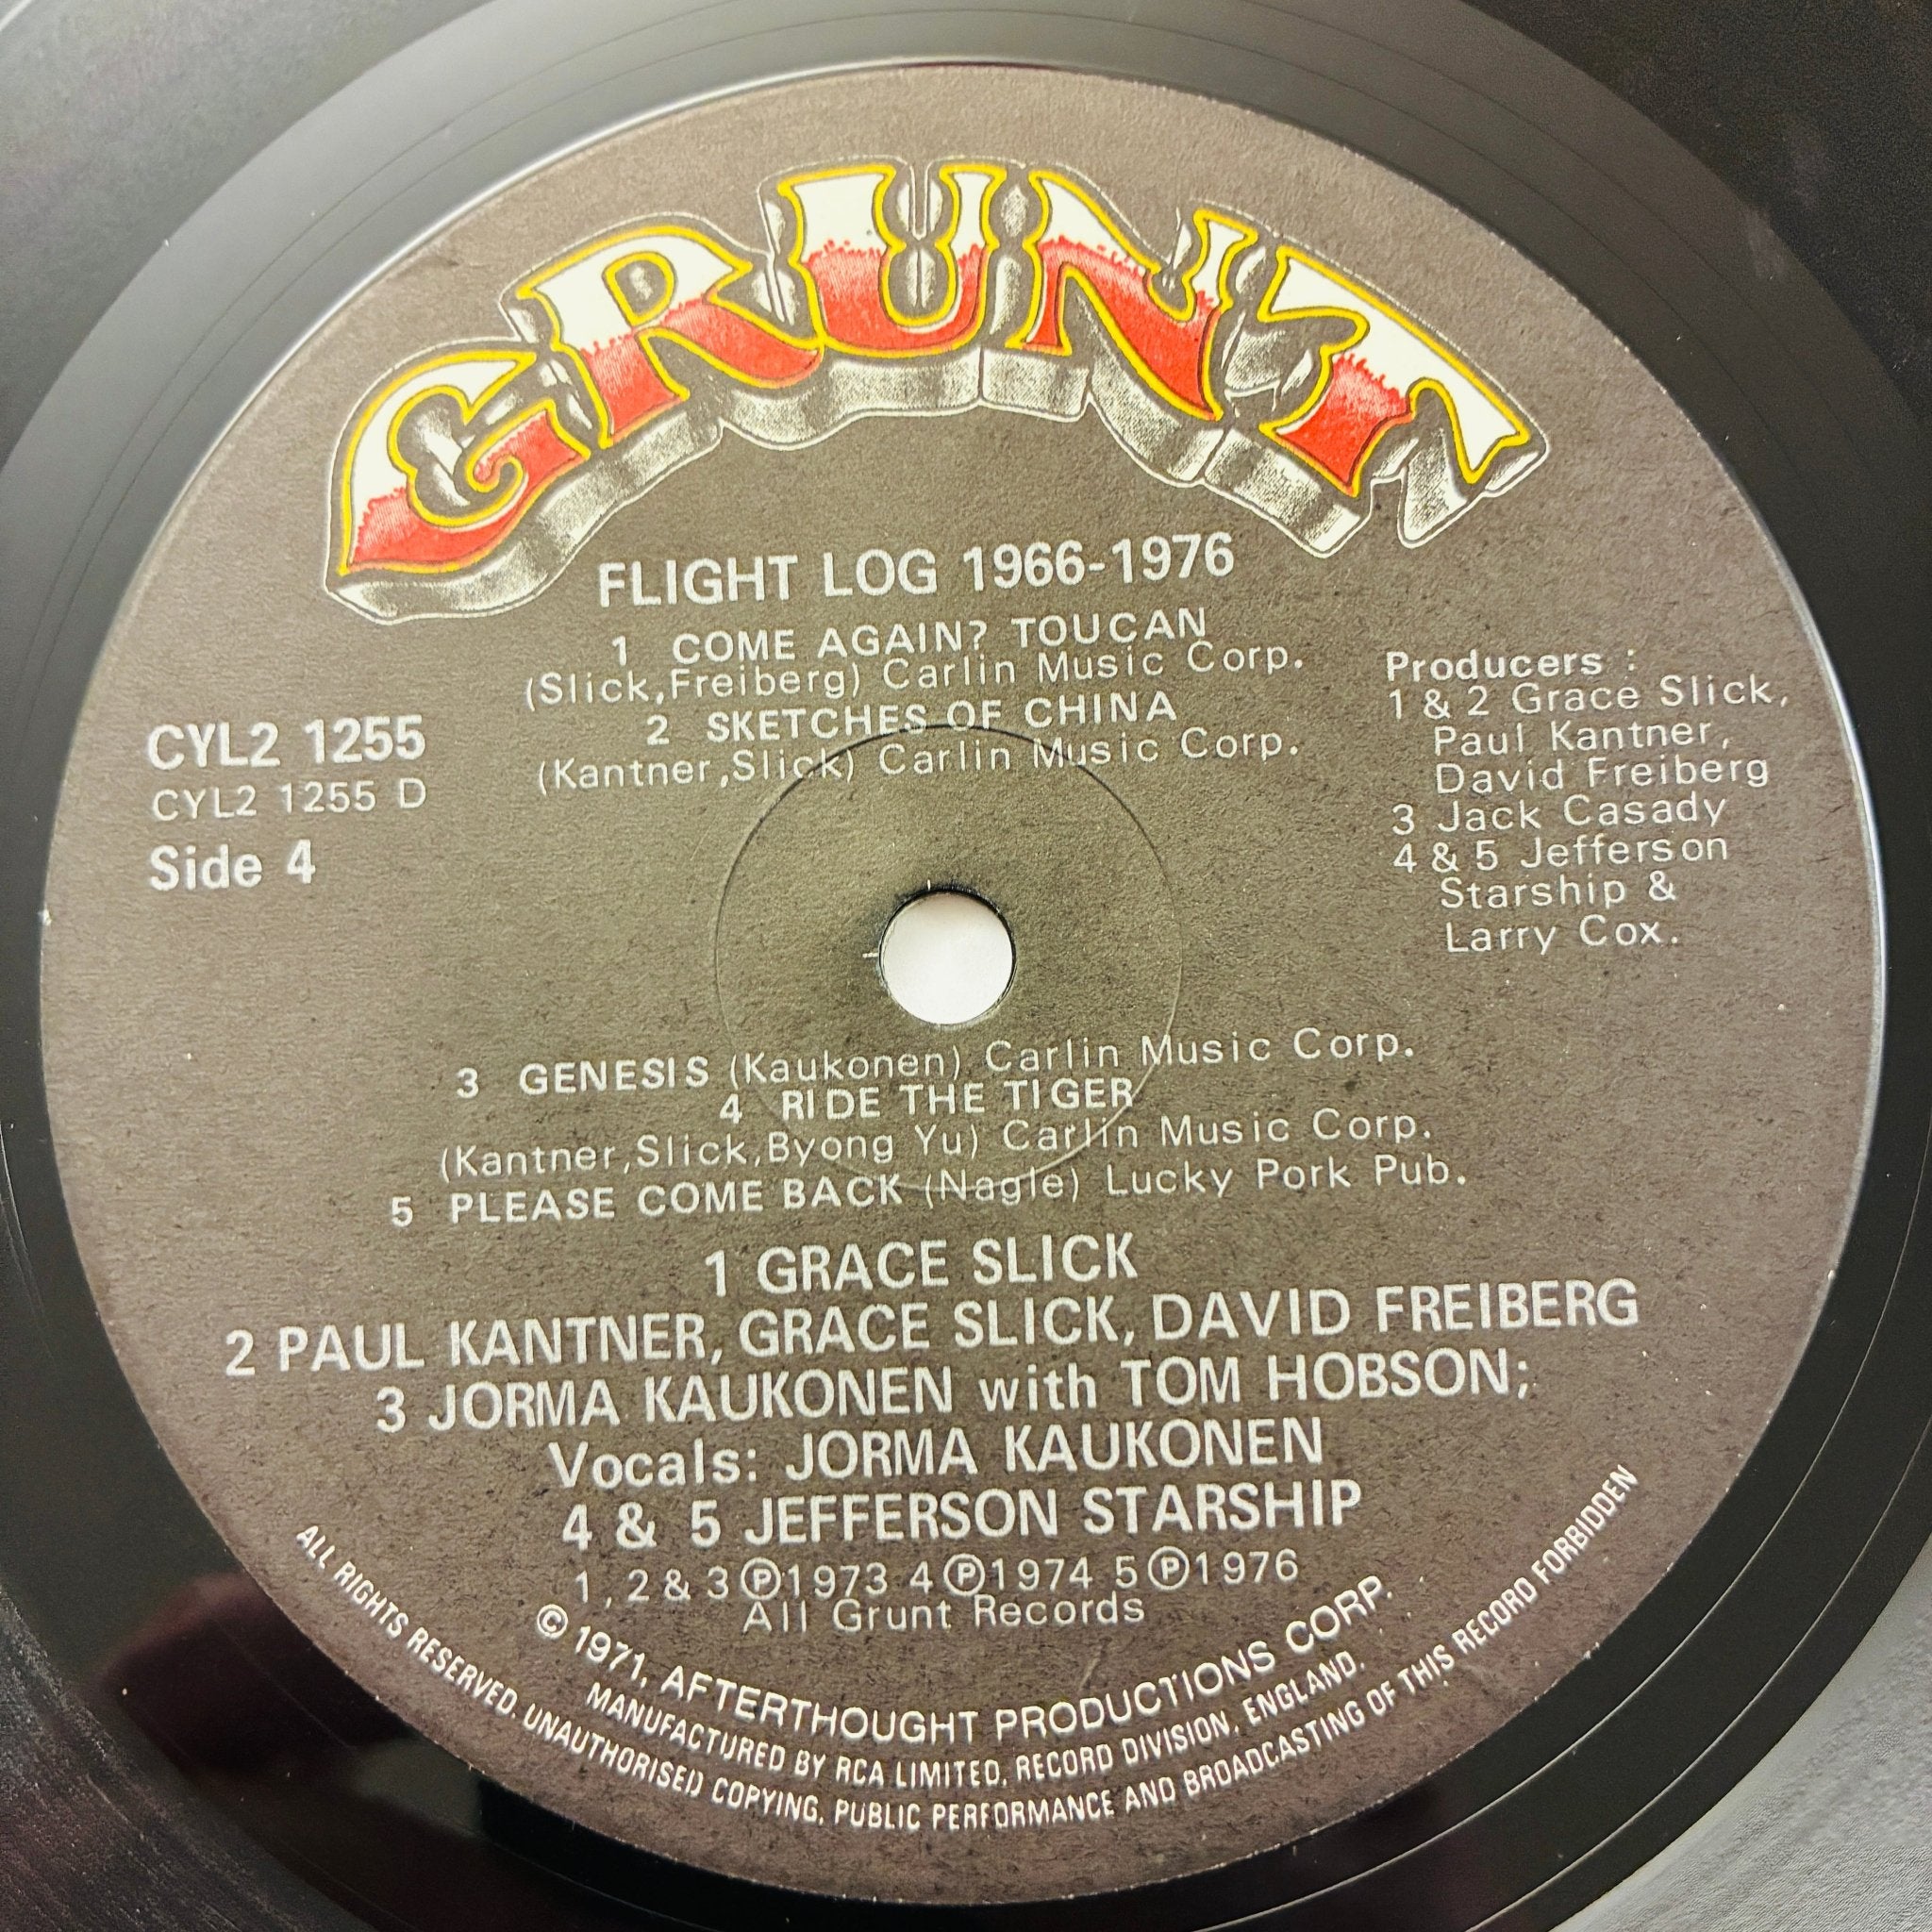 GRUNT
FLIGHT LOG 1966-1976
1 COME AGAIN? TOUCAN
(Slick,Freiberg) Carlin Music Corp.
2 SKETCHES OF CHINA
(Kantner,Slick) Carlin Music Corp.
CYL2 1255
CYL2 1255 D
Side 4
Producers :
1 & 2 Grace Slick,
Paul Kantner,
David Freiberg
3 Jack Casady
4 & 5 Jefferson
Starship &
Larry Cox.
3 GENESIS (Kaukonen) Carlin Music Corp.
4 RIDE THE TIGER
(Kantner,Slick,Byong Yu) Carlin Music Corp.
5 PLEASE COME BACK (Nagle) Lucky Pork Pub.
1 GRACE SLICK
2 PAUL KANTNER, GRACE SLICK, DAVID FREIBERG
3 JORMA KAUKONEN with TOM HOBSON;
Vocals: JORMA KAUKONEN
4 & 5 JEFFERSON STARSHIP
1,2 & 3 ℗1973 4 ℗1974 5 ℗1976
All Grunt Records
© 1971, AFTERTHOUGHT PRODUCTIONS CORP.
MANUFACTURED BY RCA LIMITED, RECORD DIVISION, ENGLAND.
ALL RIGHTS RESERVED. UNAUTHORISED COPYING, PUBLIC PERFORMANCE AND BROADCASTING OF THIS RECORD FORBIDDEN